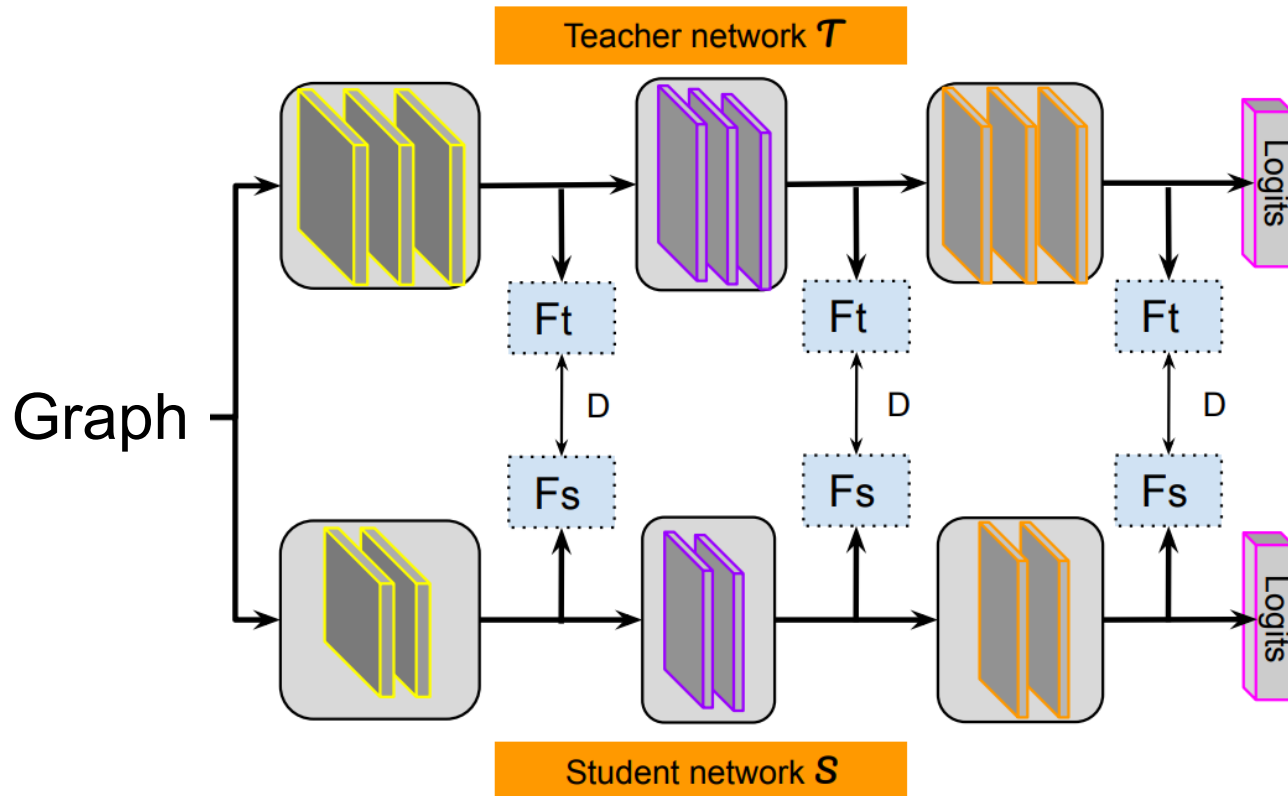 Teacher network 𝓣
Logits
Ft
Ft
Ft
Graph
D
D
D
Fs
Fs
Fs
Logits
Student network 𝓢